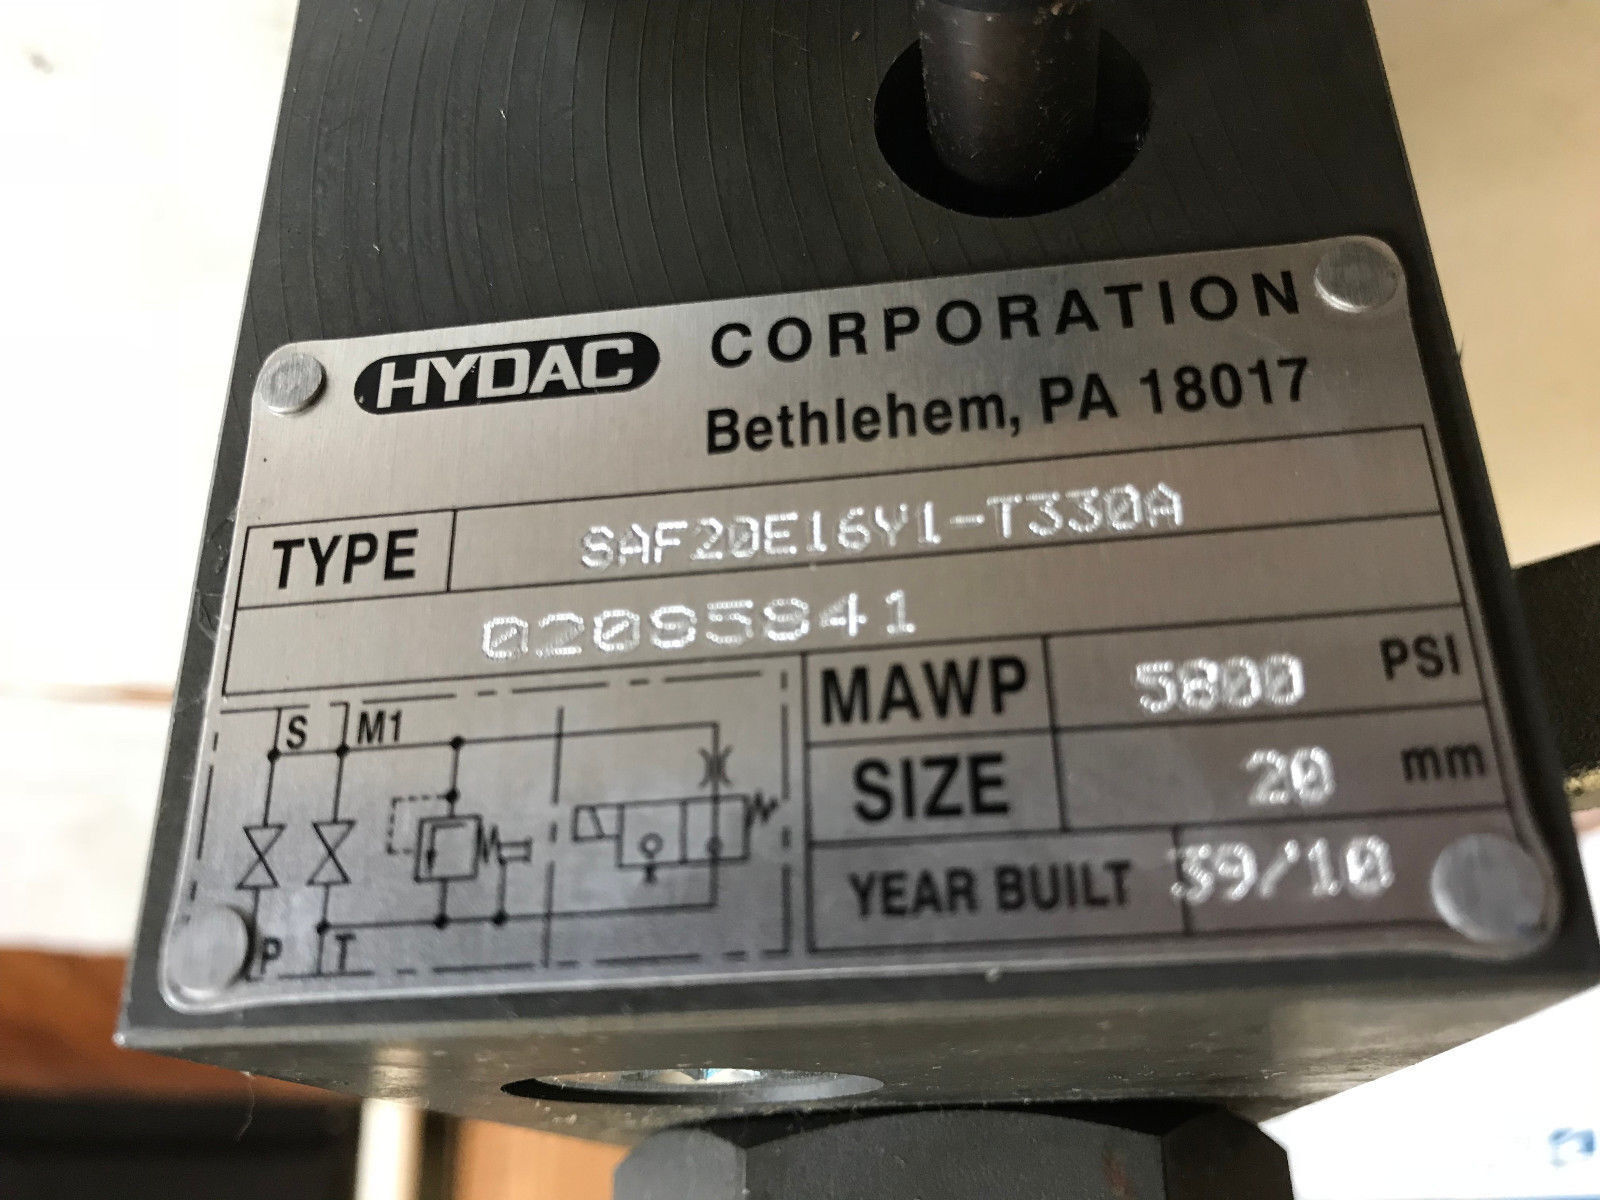 HYDAC CORPORATION
Bethlehem, PA 18017
TYPE SAF20E16Y1-T330A
02095941
S M1
P T
MAWP 5800 PSI
SIZE 20 mm
YEAR BUILT 39/10